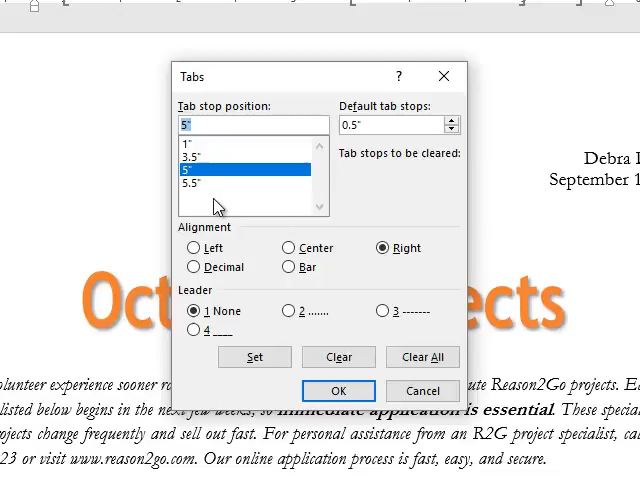 Tabs
Tab stop position:
Default tab stops:
5"
0.5"
1"
3.5"
5"
5.5"
Tab stops to be cleared:
Debra
September 1
Alignment
Left
Center
Right
Decimal
Bar
Leader
1 None
2 .......
3 -------
4 ____
Oct ects
Set
Clear
Clear All
OK
Cancel
olunteer experience sooner ute Reason2Go projects.
listed below begins in the next few weeks, so immediate application is essential. These specia
ojects change frequently and sell out fast. For personal assistance from an R2G project specialist, cal
23 or visit www.reason2go.com. Our online application process is fast, easy, and secure.